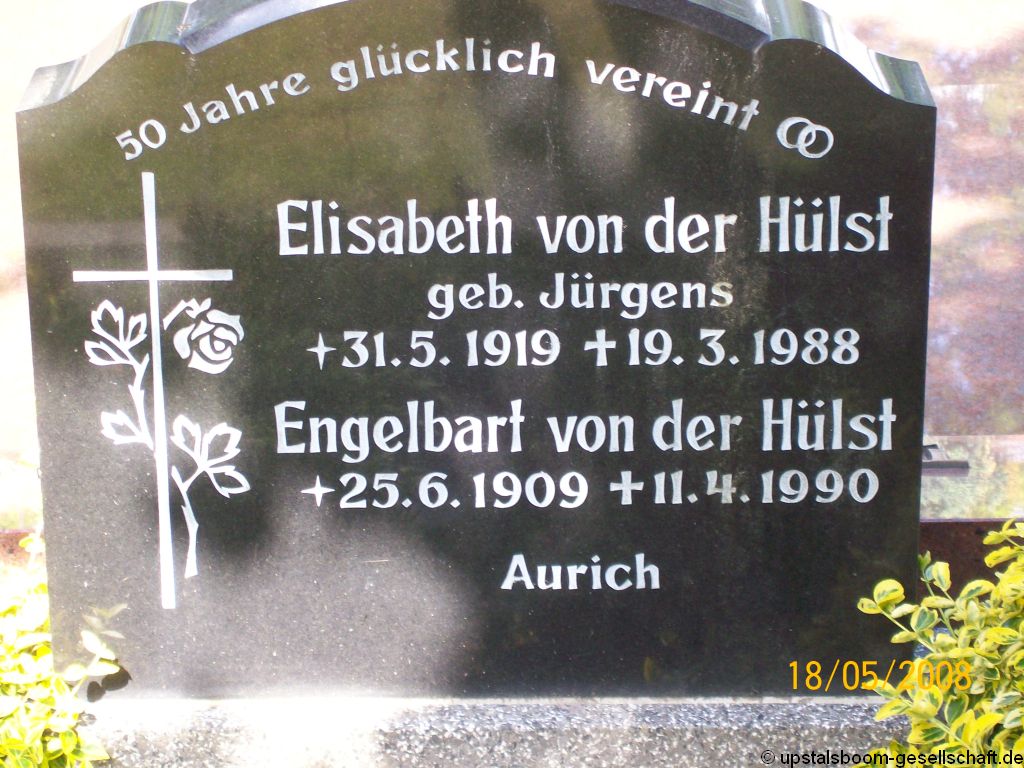 50 Jahre glücklich vereint
Elisabeth von der Hülst
geb. Jürgens
+31.5.1919 †19.3.1988
Engelbart von der Hülst
+25.6.1909 †11.4.1990
Aurich
18/05/2008
© upstalsboom-gesellschaft.de